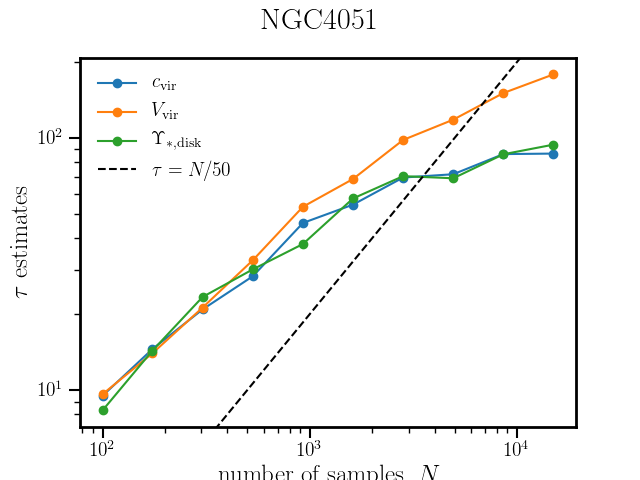 NGC4051
c_vir
V_vir
Υ_*,disk
τ = N/50
τ estimates
10^2
10^1
10^2 10^3 10^4
number of samples, N